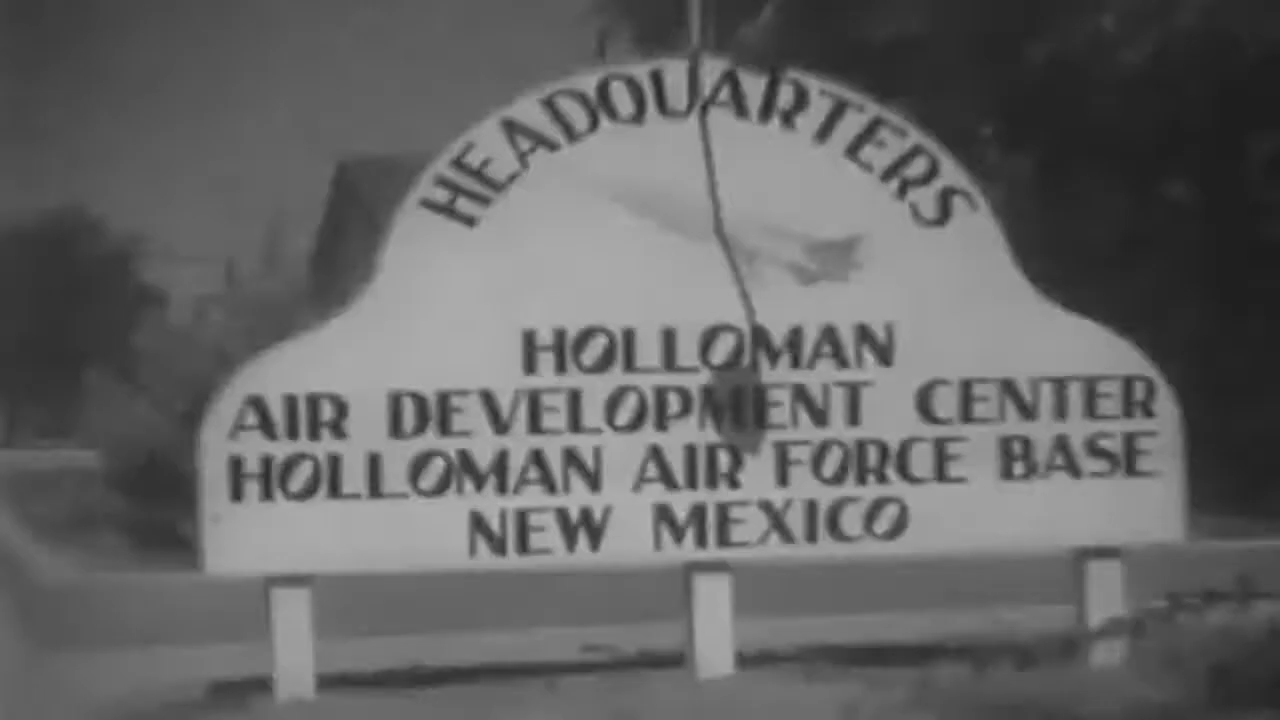 HEADQUARTERS
HOLLOMAN
AIR DEVELOPMENT CENTER
HOLLOMAN AIR FORCE BASE
NEW MEXICO